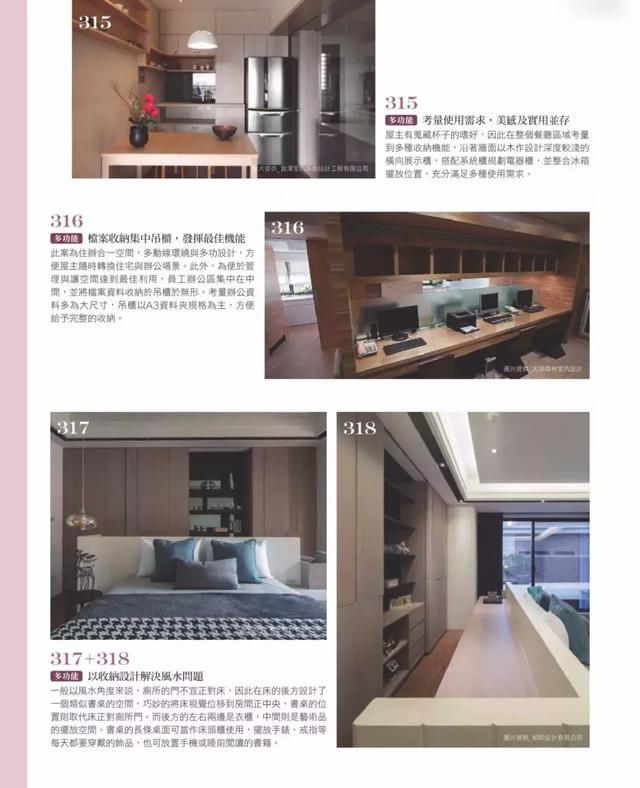 315
圖片提供_
室內裝修設計工程有限公司
315
多功能 考量使用需求，美感及實用並存
屋主有蒐藏杯子的嗜好，因此在整個餐廳區域考量
到多種收納機能，沿著牆面以木作設計深度較淺的
橫向展示櫃，搭配系統櫃規劃電器櫃，並整合冰箱
擺放位置，充分滿足多種使用需求。
316
多功能 檔案收納集中吊櫃，發揮最佳機能
此案為住辦合一空間，多動線環繞與多功設計，方
便屋主隨時轉換住宅與辦公場景。此外，為便於管
理與讓空間達到最佳利用，員工辦公區集中在中
間，並將檔案資料收納於吊櫃於無形。考量辦公資
料多為大尺寸，吊櫃以A3資料夾規格為主，方便
給予完整的收納。
316
圖片提供_大湖森林室內設計
317
318
圖片提供_相即設計有限公司
317+318
多功能 以收納設計解決風水問題
一般以風水角度來說，廁所的門不宜正對床，因此在床的後方設計了
一個類似書桌的空間，巧妙的將床視覺位移到房間正中央，書桌的位
置則取代床正對廁所門。而後方的左右兩邊是衣櫃，中間則是藝術品
的擺放空間。書桌的長條桌面可當作床頭櫃使用，擺放手錶、戒指等
每天都要穿戴的飾品，也可放置手機或睡前閱讀的書籍。